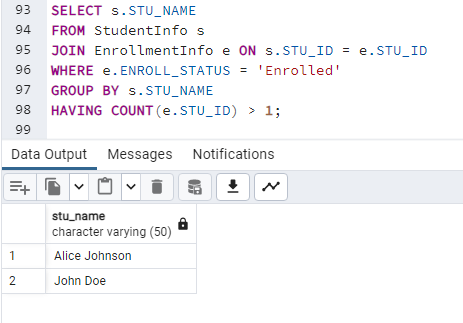 93 SELECT s.STU_NAME
94 FROM StudentInfo s
95 JOIN EnrollmentInfo e ON s.STU_ID = e.STU_ID
96 WHERE e.ENROLL_STATUS = 'Enrolled'
97 GROUP BY s.STU_NAME
98 HAVING COUNT(e.STU_ID) > 1;
99
Data Output Messages Notifications
stu_name
character varying (50)
1 Alice Johnson
2 John Doe